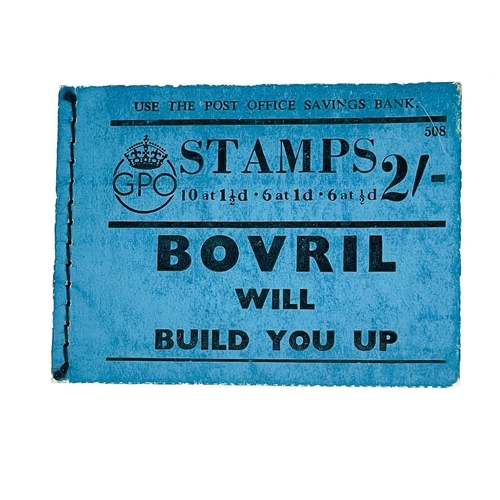 USE THE POST OFFICE SAVINGS BANK.
508
GPO
STAMPS 2/-
10 at 1½d · 6 at 1d · 6 at ½d
BOVRIL
WILL
BUILD YOU UP